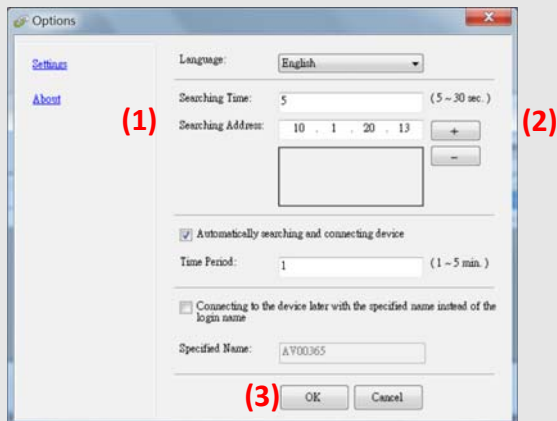 Options
Settings
About
Language:
English
(1)
Searching Time:
5
(5 ~ 30 sec.)
Searching Address:
10 . 1 . 20 . 13
+
(2)
-
Automatically searching and connecting device
Time Period:
1
(1 ~ 5 min.)
Connecting to the device later with the specified name instead of the
login name
Specified Name:
AV00365
(3)
OK
Cancel